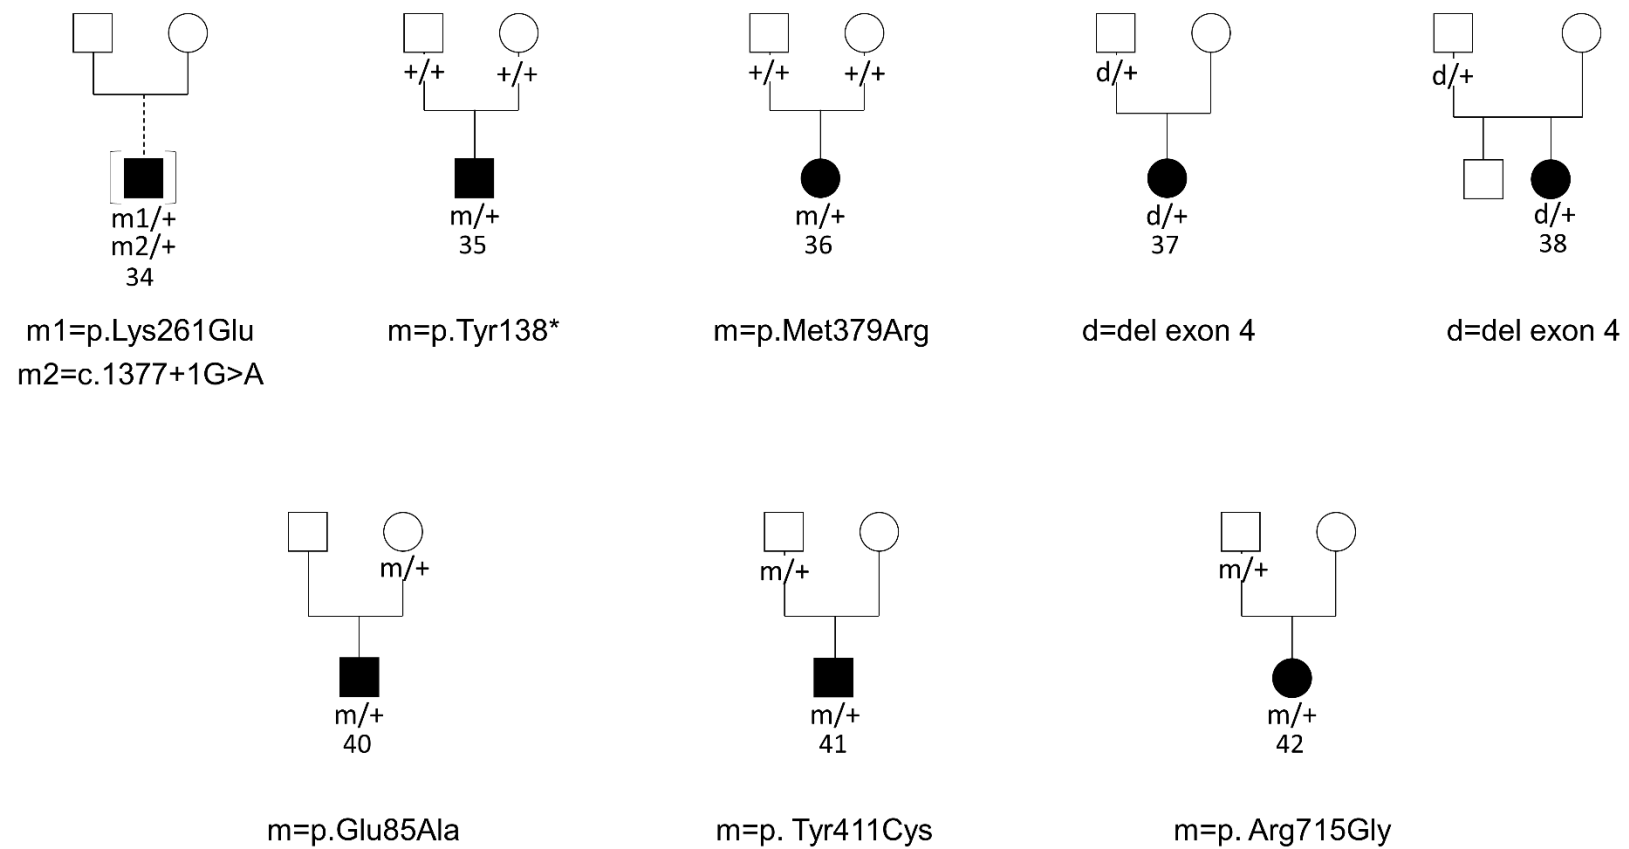 +/+ +/+ +/+ +/+ d/+ d/+
m1/+ m/+ m/+ d/+ d/+
m2/+ 35 36 37 38
34
m1=p.Lys261Glu m=p.Tyr138* m=p.Met379Arg d=del exon 4 d=del exon 4
m2=c.1377+1G>A
m/+ m/+ m/+
m/+ m/+ m/+
40 41 42
m=p.Glu85Ala m=p. Tyr411Cys m=p. Arg715Gly